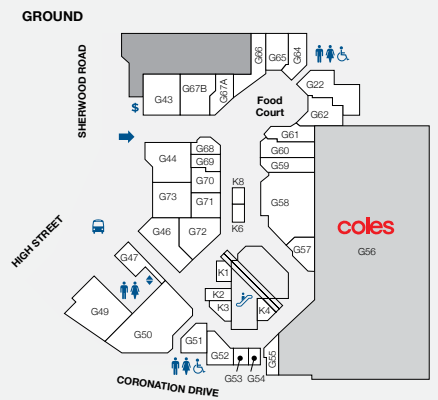 GROUND
SHERWOOD ROAD
G66
G65
G64
G43
G67B
G67A
$
G22
Food
Court
G62
G61
G68
G44
G69
G60
G59
G70
K8
G73
G71
G58
coles
G56
K6
G46
G72
HIGH STREET
G57
G47
K1
K2
K3
K4
G49
G50
G51
G52
G55
G53
G54
CORONATION DRIVE